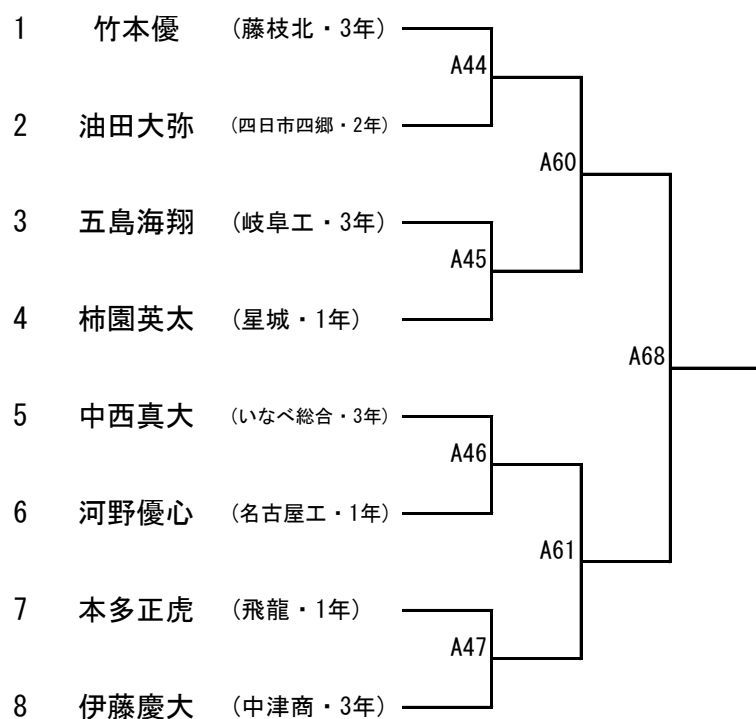 1 竹本優 (藤枝北・3年)
A44
2 油田大弥 (四日市四郷・2年)
A60
3 五島海翔 (岐阜工・3年)
A45
4 柿園英太 (星城・1年)
A68
5 中西真大 (いなべ総合・3年)
A46
6 河野優心 (名古屋工・1年)
A61
7 本多正虎 (飛龍・1年)
A47
8 伊藤慶大 (中津商・3年)